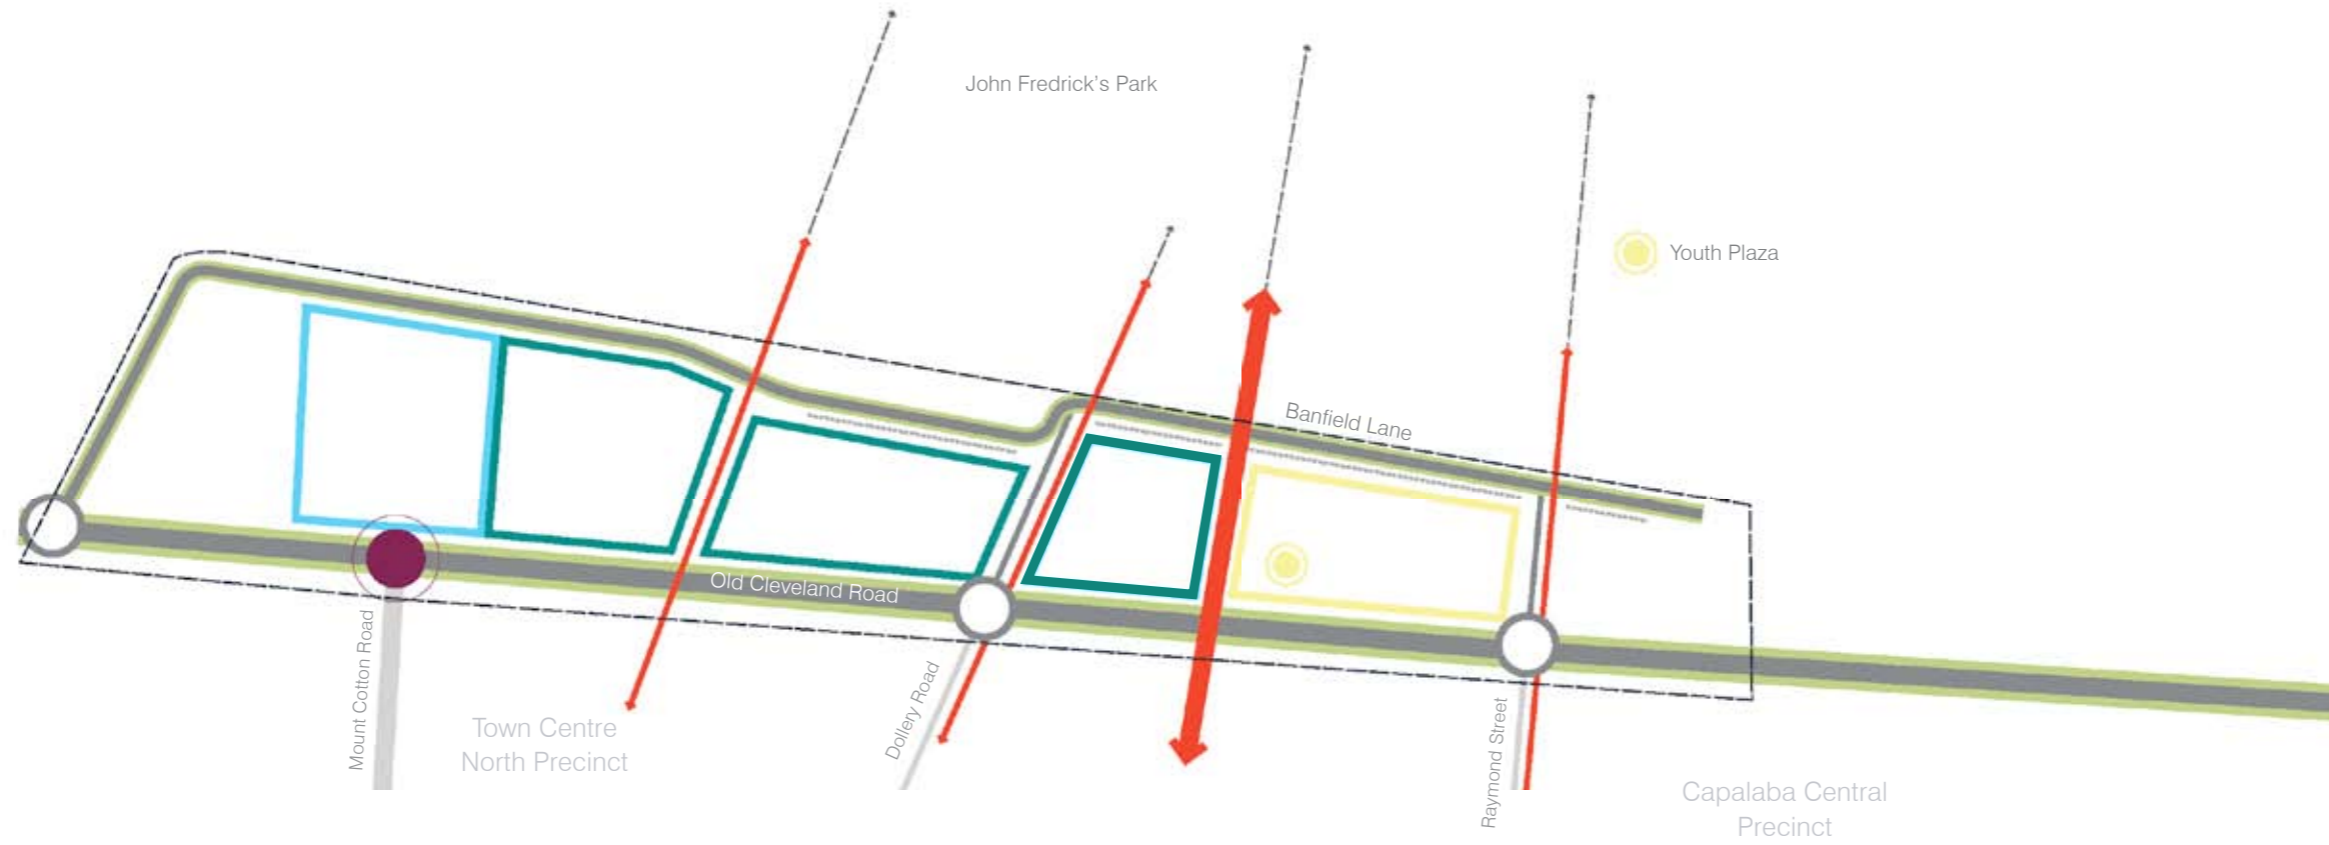 John Fredrick's Park
Youth Plaza
Banfield Lane
Old Cleveland Road
Mount Cotton Road
Town Centre
North Precinct
Dollery Road
Raymond Street
Capalaba Central
Precinct